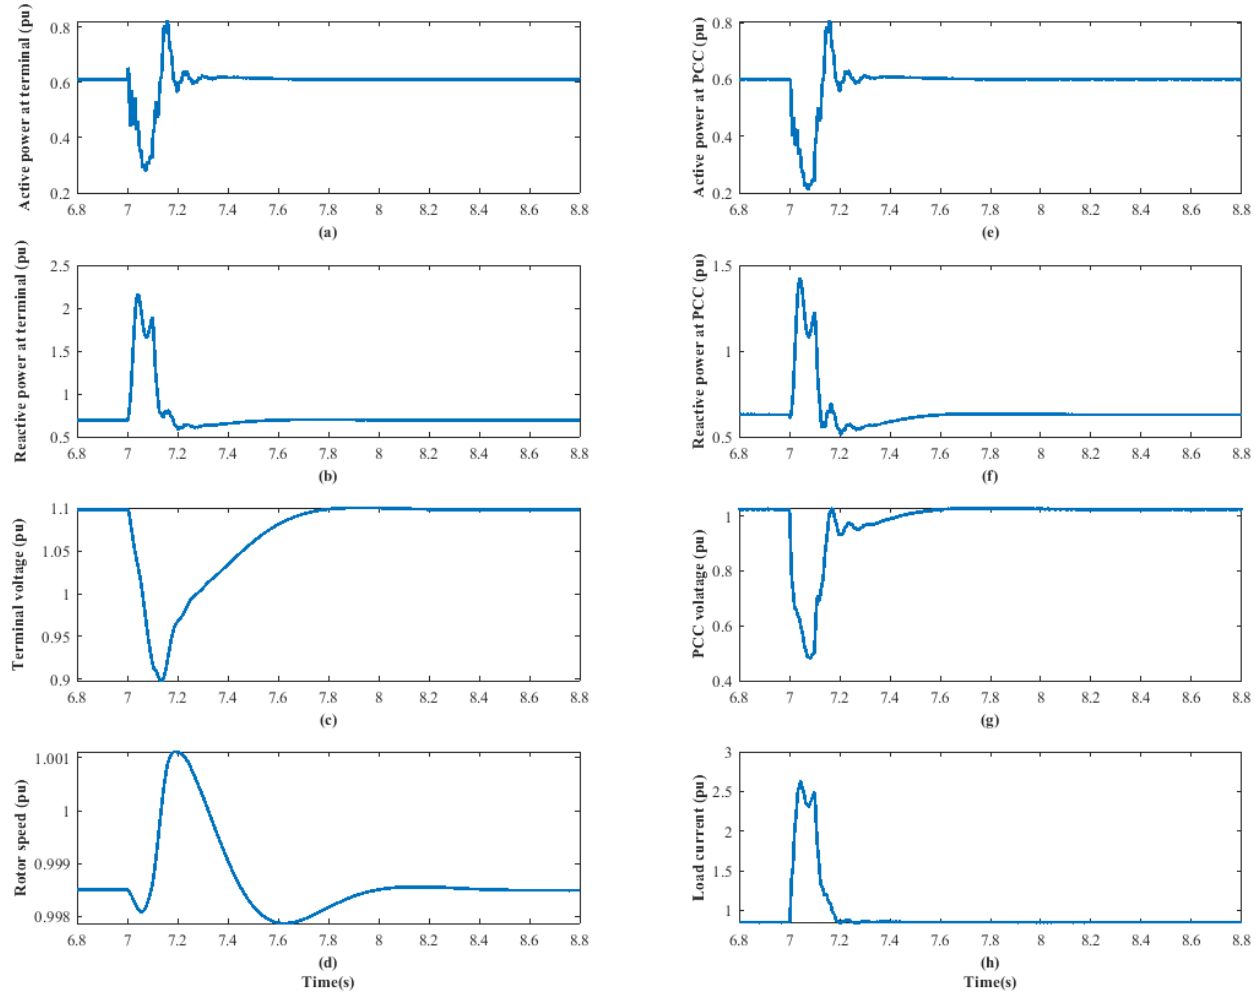 Active power at terminal (pu)
0.8
0.6
0.4
0.2
6.8 7 7.2 7.4 7.6 7.8 8 8.2 8.4 8.6 8.8
(a)
Active power at PCC (pu)
0.8
0.6
0.4
0.2
6.8 7 7.2 7.4 7.6 7.8 8 8.2 8.4 8.6 8.8
(e)
Reactive power at terminal (pu)
2.5
2
1.5
1
0.5
6.8 7 7.2 7.4 7.6 7.8 8 8.2 8.4 8.6 8.8
(b)
Reactive power at PCC (pu)
1.5
1
0.5
6.8 7 7.2 7.4 7.6 7.8 8 8.2 8.4 8.6 8.8
(f)
Terminal voltage (pu)
1.1
1.05
1
0.95
0.9
6.8 7 7.2 7.4 7.6 7.8 8 8.2 8.4 8.6 8.8
(c)
PCC volatage (pu)
1
0.8
0.6
0.4
6.8 7 7.2 7.4 7.6 7.8 8 8.2 8.4 8.6 8.8
(g)
Rotor speed (pu)
1.001
1
0.999
0.998
6.8 7 7.2 7.4 7.6 7.8 8 8.2 8.4 8.6 8.8
(d)
Time(s)
Load current (pu)
3
2.5
2
1.5
1
6.8 7 7.2 7.4 7.6 7.8 8 8.2 8.4 8.6 8.8
(h)
Time(s)